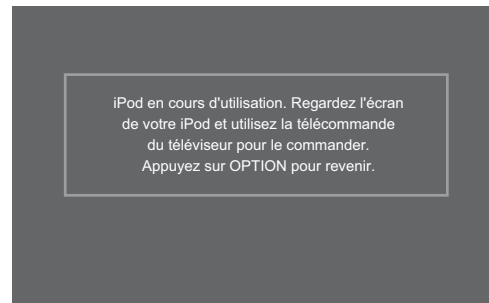 iPod en cours d'utilisation. Regardez l'écran
de votre iPod et utilisez la télécommande
du téléviseur pour le commander.
Appuyez sur OPTION pour revenir.